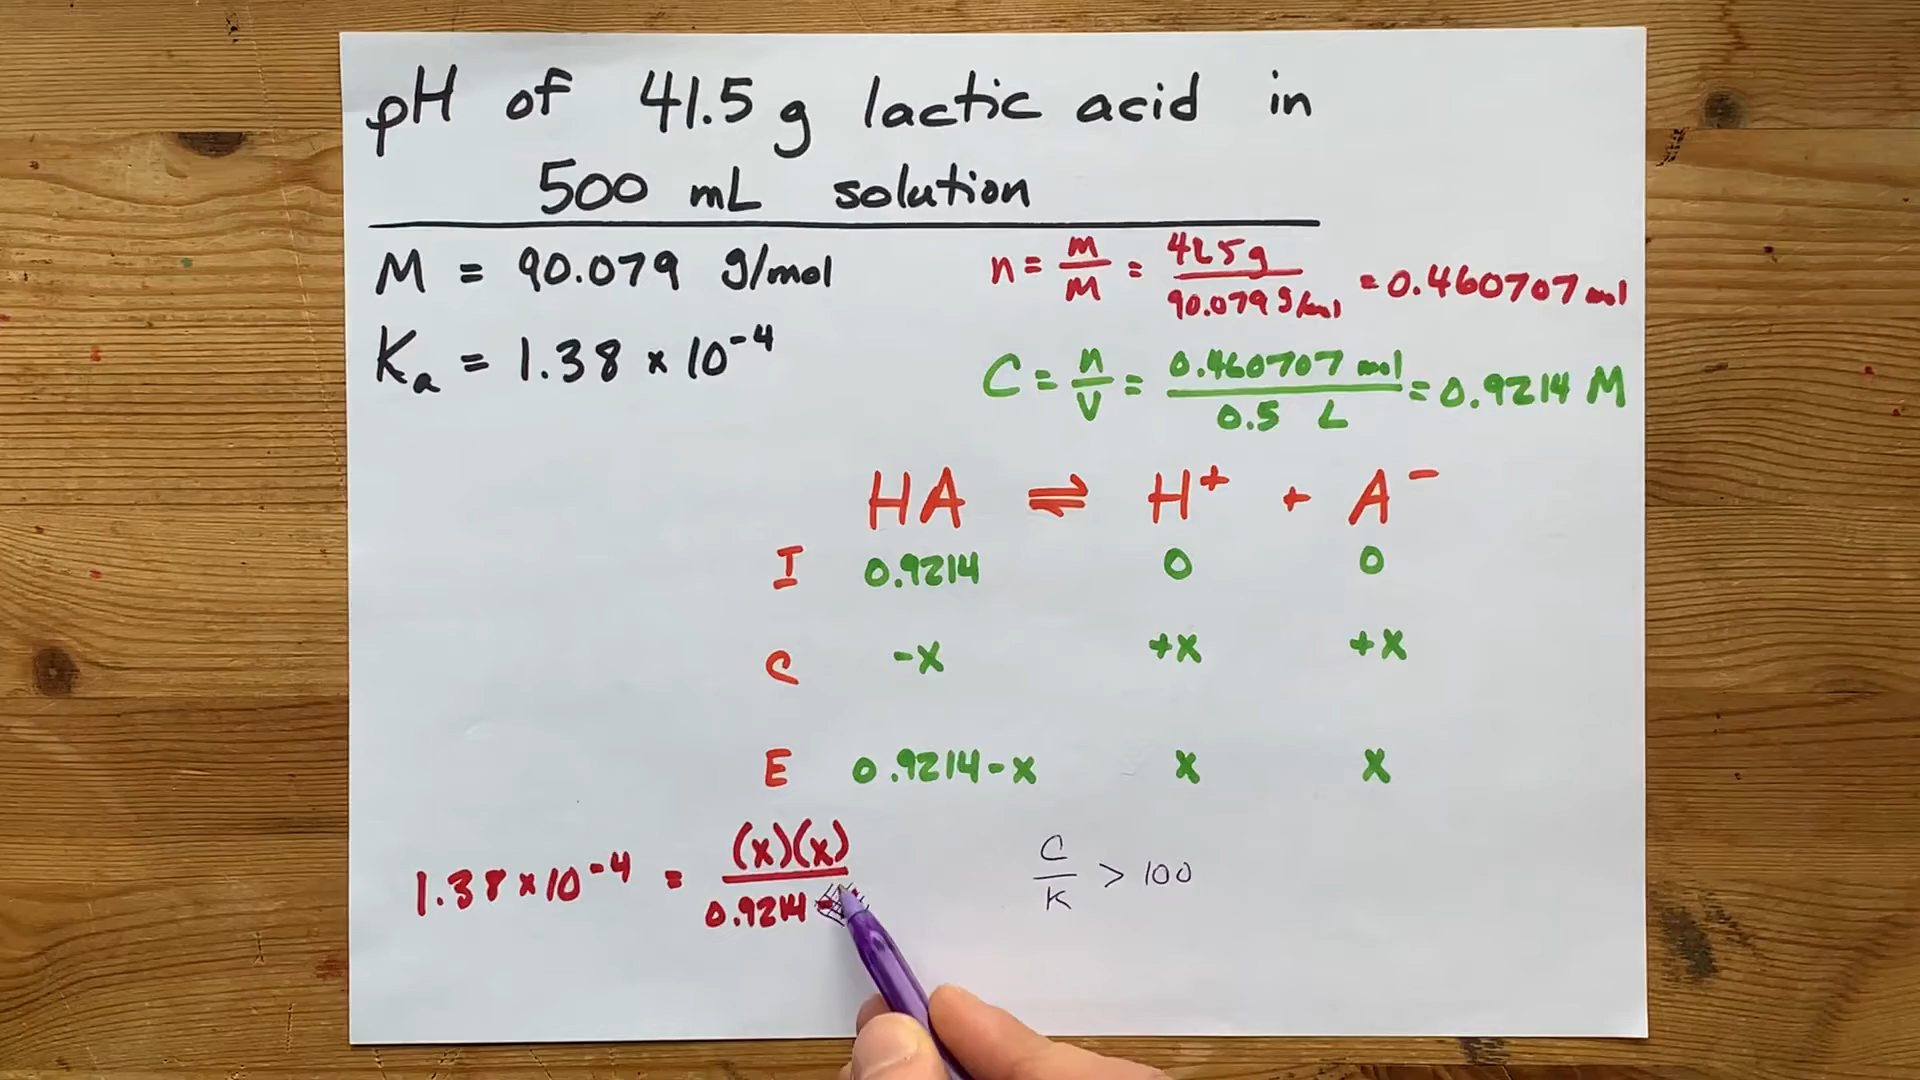 pH of 41.5 g lactic acid in
500 mL solution
M = 90.079 g/mol
Ka = 1.38 × 10⁻⁴
n = m/M = 41.5 g / 90.079 g/mol = 0.460707 mol
C = n/V = 0.460707 mol / 0.5 L = 0.9214 M
HA ⇌ H⁺ + A⁻
I 0.9214 0 0
C -x +x +x
E 0.9214-x x x
1.38 × 10⁻⁴ = (x)(x) / 0.9214 -
C/K > 100